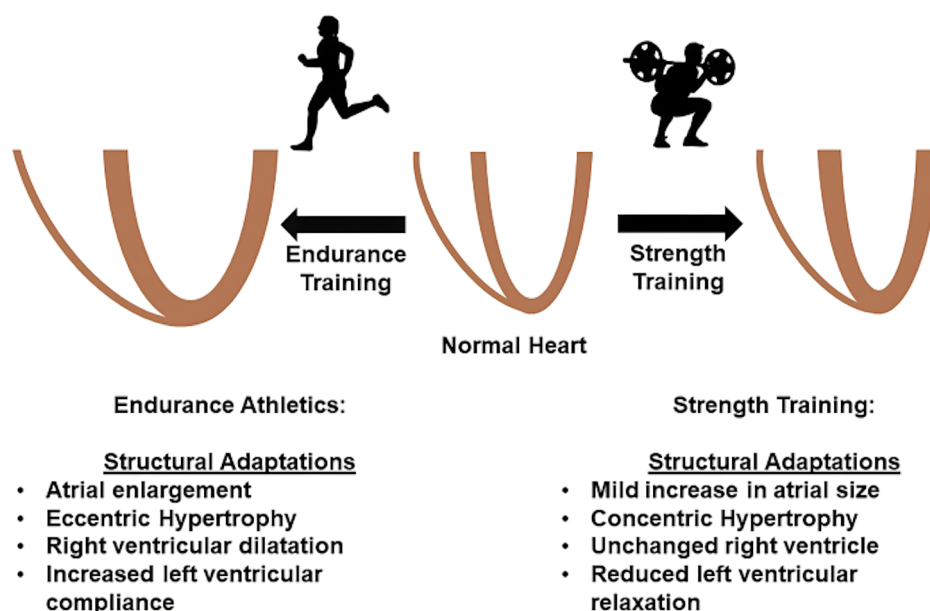 Endurance
Training
Strength
Training
Normal Heart
Endurance Athletics:
Structural Adaptations
• Atrial enlargement
• Eccentric Hypertrophy
• Right ventricular dilatation
• Increased left ventricular
compliance
Strength Training:
Structural Adaptations
• Mild increase in atrial size
• Concentric Hypertrophy
• Unchanged right ventricle
• Reduced left ventricular
relaxation